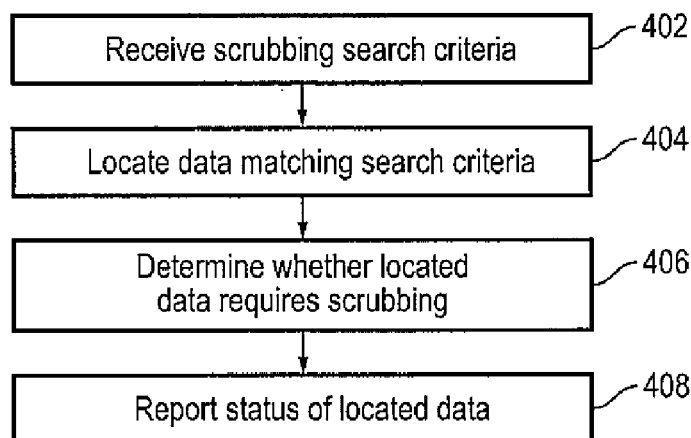 Receive scrubbing search criteria
402
Locate data matching search criteria
404
Determine whether located
data requires scrubbing
406
Report status of located data
408